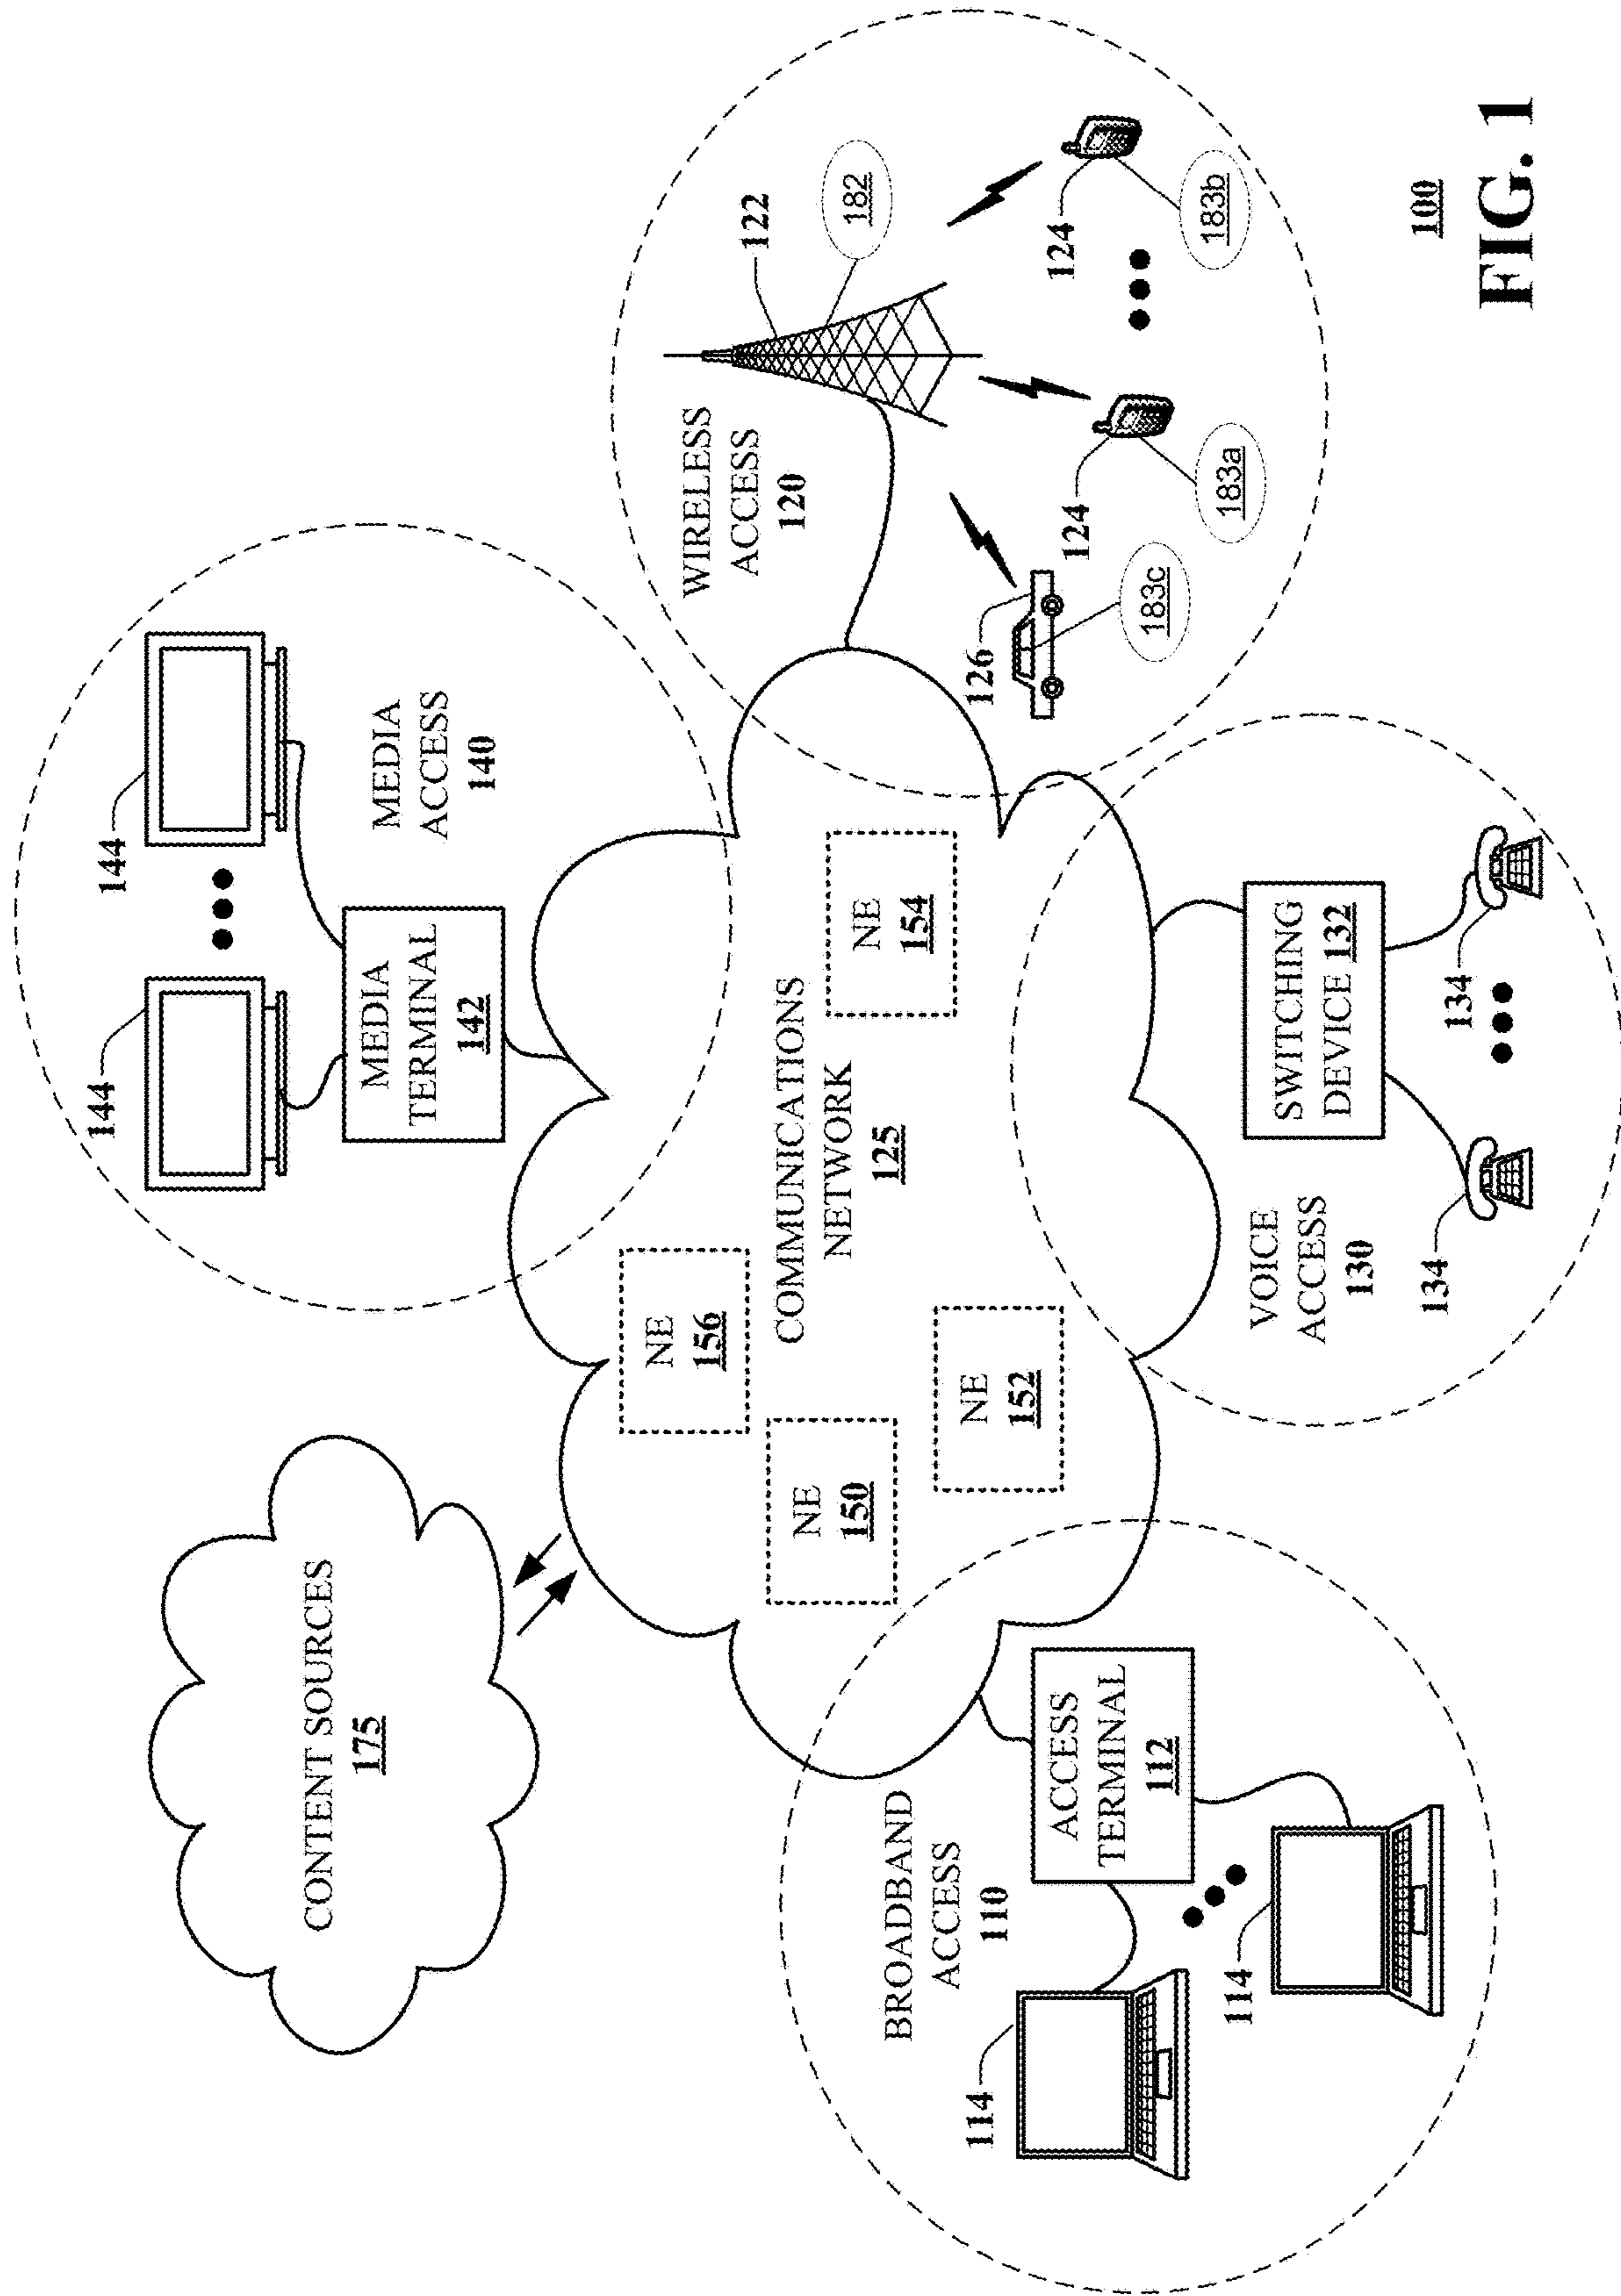 CONTENT SOURCES
175
144
144
MEDIA
TERMINAL
142
MEDIA
ACCESS
140
NE
156
NE
150
NE
152
COMMUNICATIONS
NETWORK
125
NE
154
WIRELESS
ACCESS
120
122
182
126
183c
124
183a
124
183b
BROADBAND
ACCESS
110
ACCESS
TERMINAL
112
114
114
VOICE
ACCESS
130
SWITCHING
DEVICE 132
134
134
100
FIG. 1